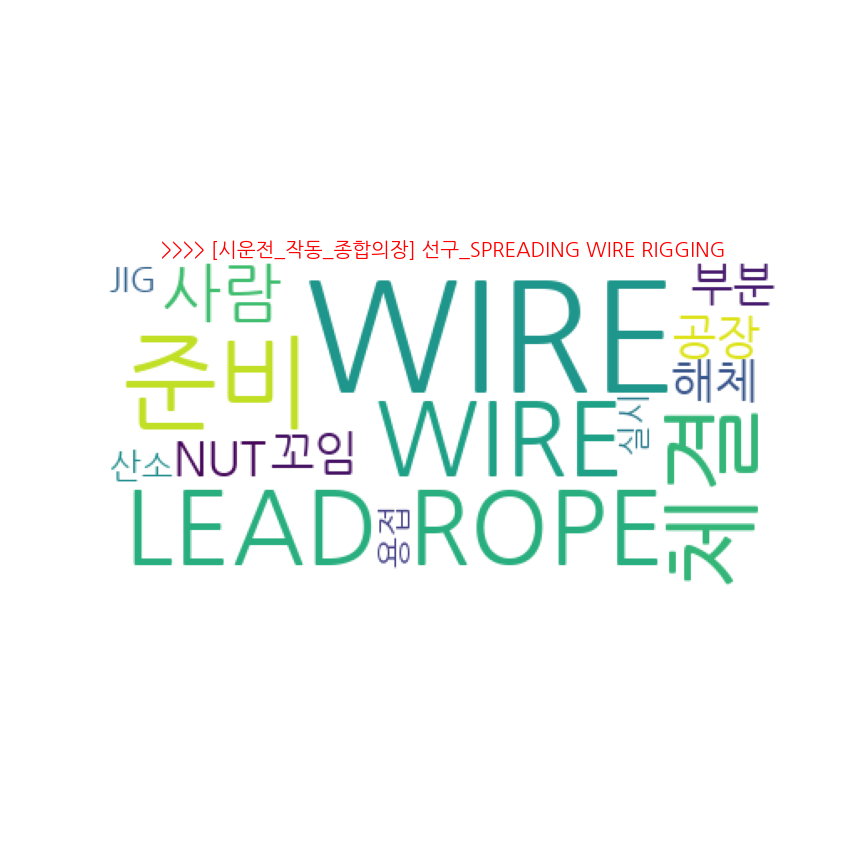 >>>> [시운전_작동_종합의장] 선구_SPREADING WIRE RIGGING
JIG
사람
WIRE
부분
공장
준비
해체
WIRE
실시
체결
산소
NUT
꼬임
LEAD
용접
ROPE